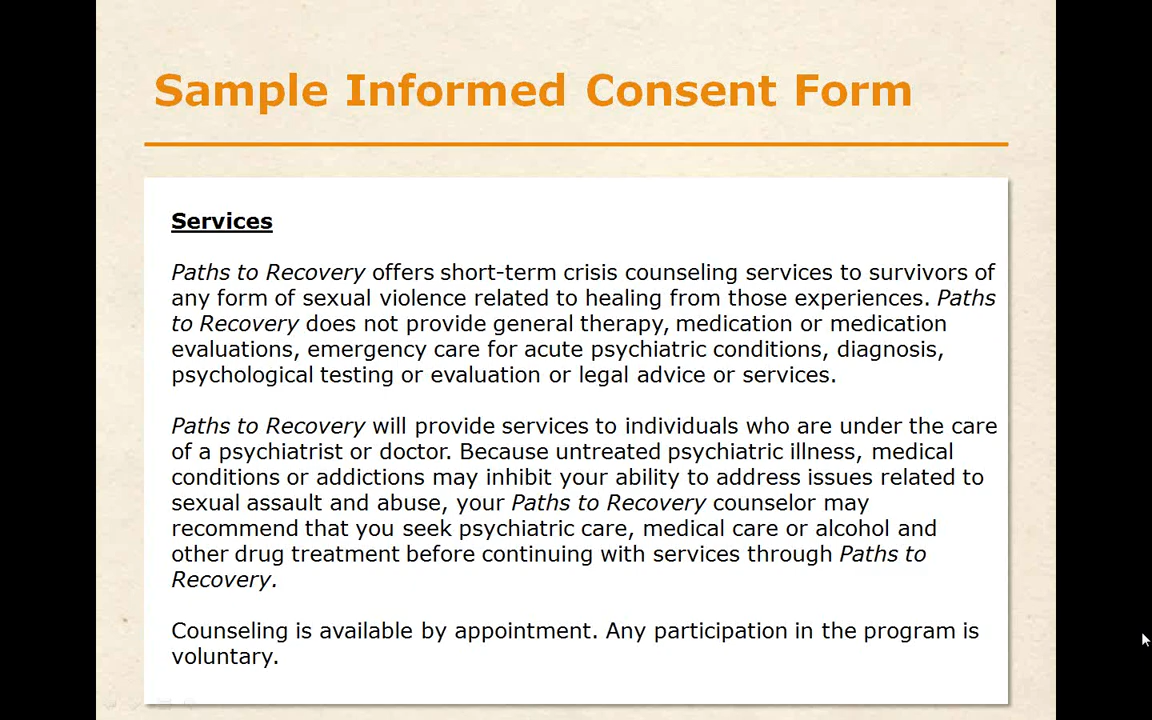 Sample Informed Consent Form
Services
Paths to Recovery offers short-term crisis counseling services to survivors of
any form of sexual violence related to healing from those experiences. Paths
to Recovery does not provide general therapy, medication or medication
evaluations, emergency care for acute psychiatric conditions, diagnosis,
psychological testing or evaluation or legal advice or services.
Paths to Recovery will provide services to individuals who are under the care
of a psychiatrist or doctor. Because untreated psychiatric illness, medical
conditions or addictions may inhibit your ability to address issues related to
sexual assault and abuse, your Paths to Recovery counselor may
recommend that you seek psychiatric care, medical care or alcohol and
other drug treatment before continuing with services through Paths to
Recovery.
Counseling is available by appointment. Any participation in the program is
voluntary.